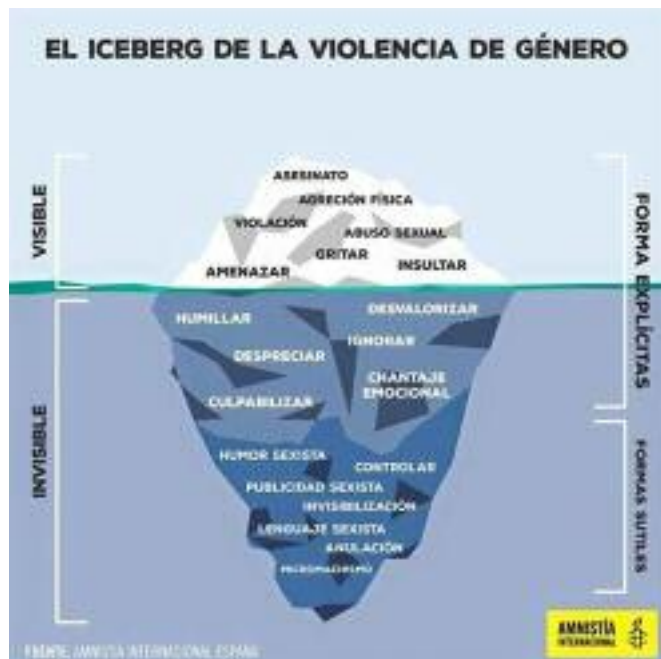 EL ICEBERG DE LA VIOLENCIA DE GÉNERO
VISIBLE
ASESINATO
AGRECIÓN FÍSICA
VIOLACIÓN
ABUSO SEXUAL
GRITAR
AMENAZAR
INSULTAR
FORMA EXPLÍCITAS
INVISIBLE
HUMILLAR
DESVALORIZAR
IGNORAR
DESPRECIAR
CHANTAJE
EMOCIONAL
CULPABILIZAR
HUMOR SEXISTA
CONTROLAR
PUBLICIDAD SEXISTA
INVISIBILIZACIÓN
LENGUAJE SEXISTA
ANULACIÓN
MICROMACHISMO
FORMAS SUTILES
AMNISTÍA
INTERNACIONAL
FUENTE: AMNISTÍA INTERNACIONAL ESPAÑA